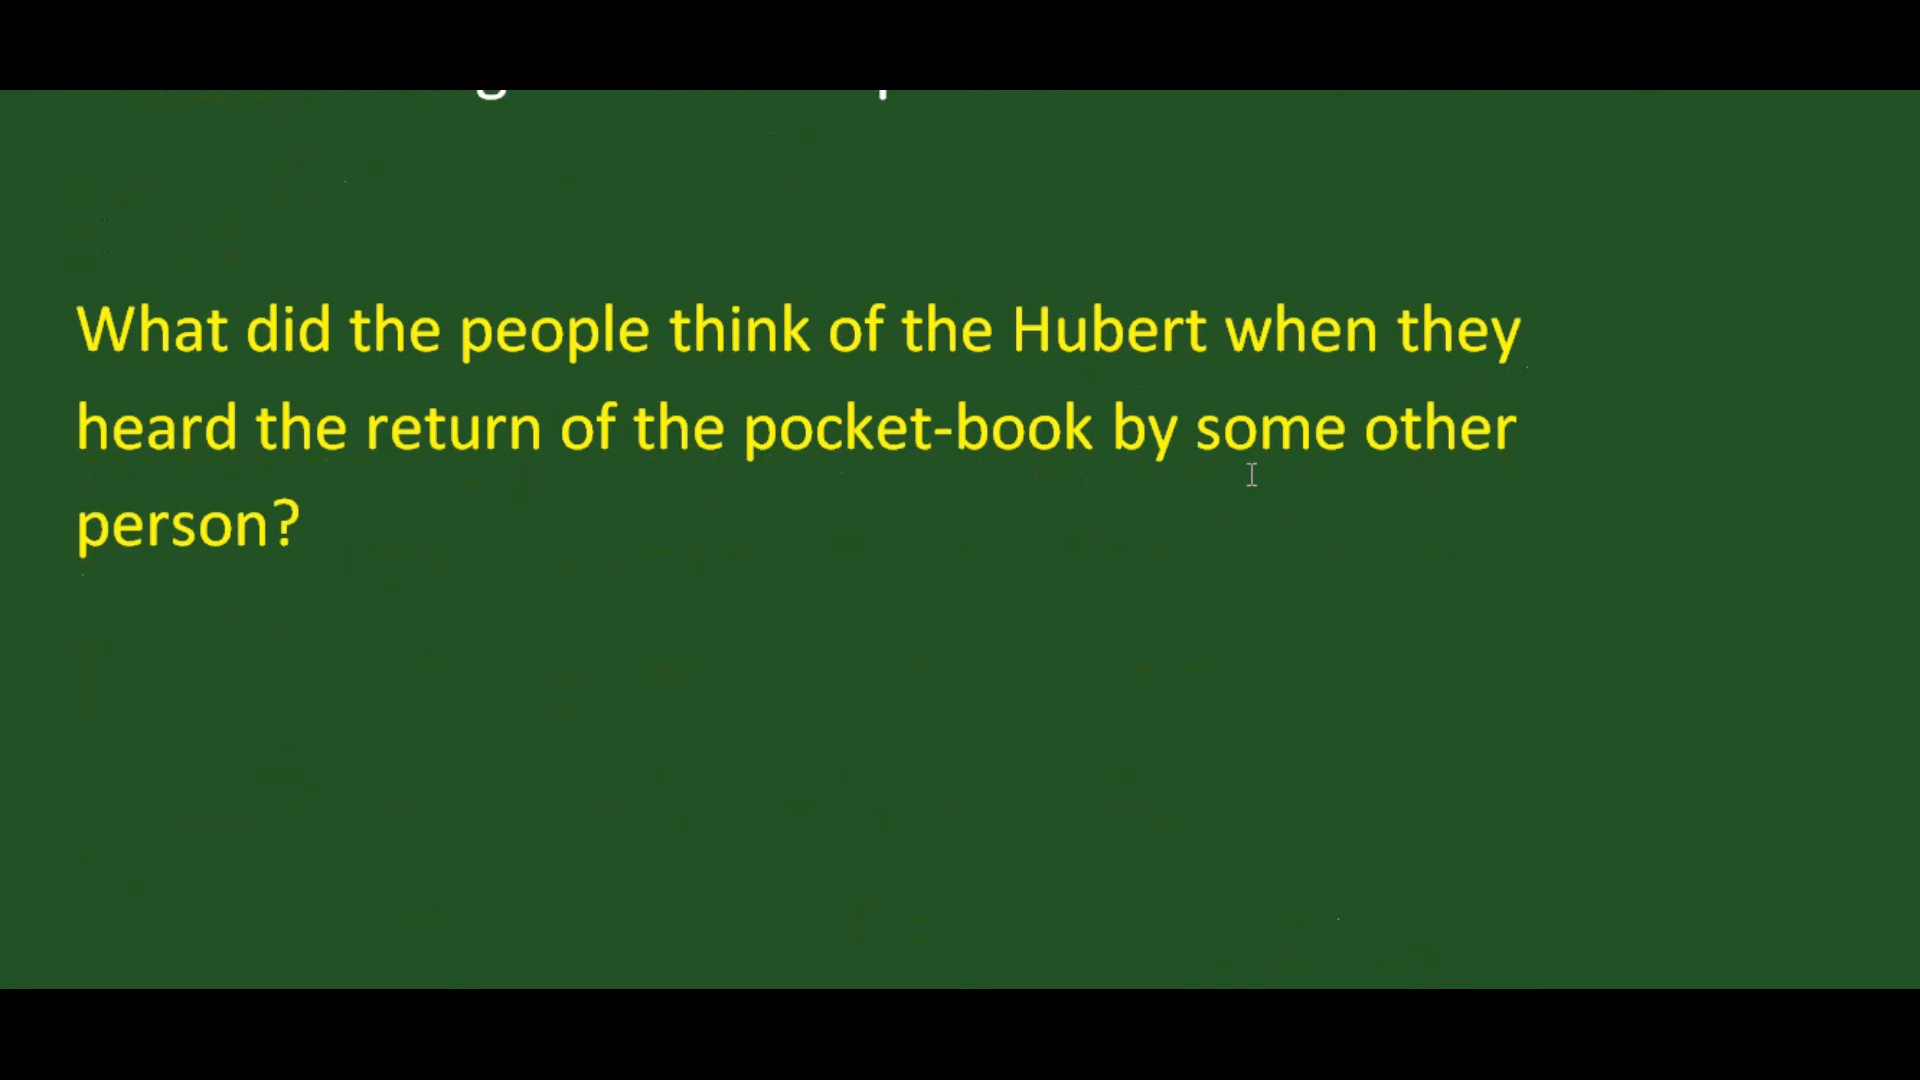 What did the people think of the Hubert when they
heard the return of the pocket-book by some other
person?